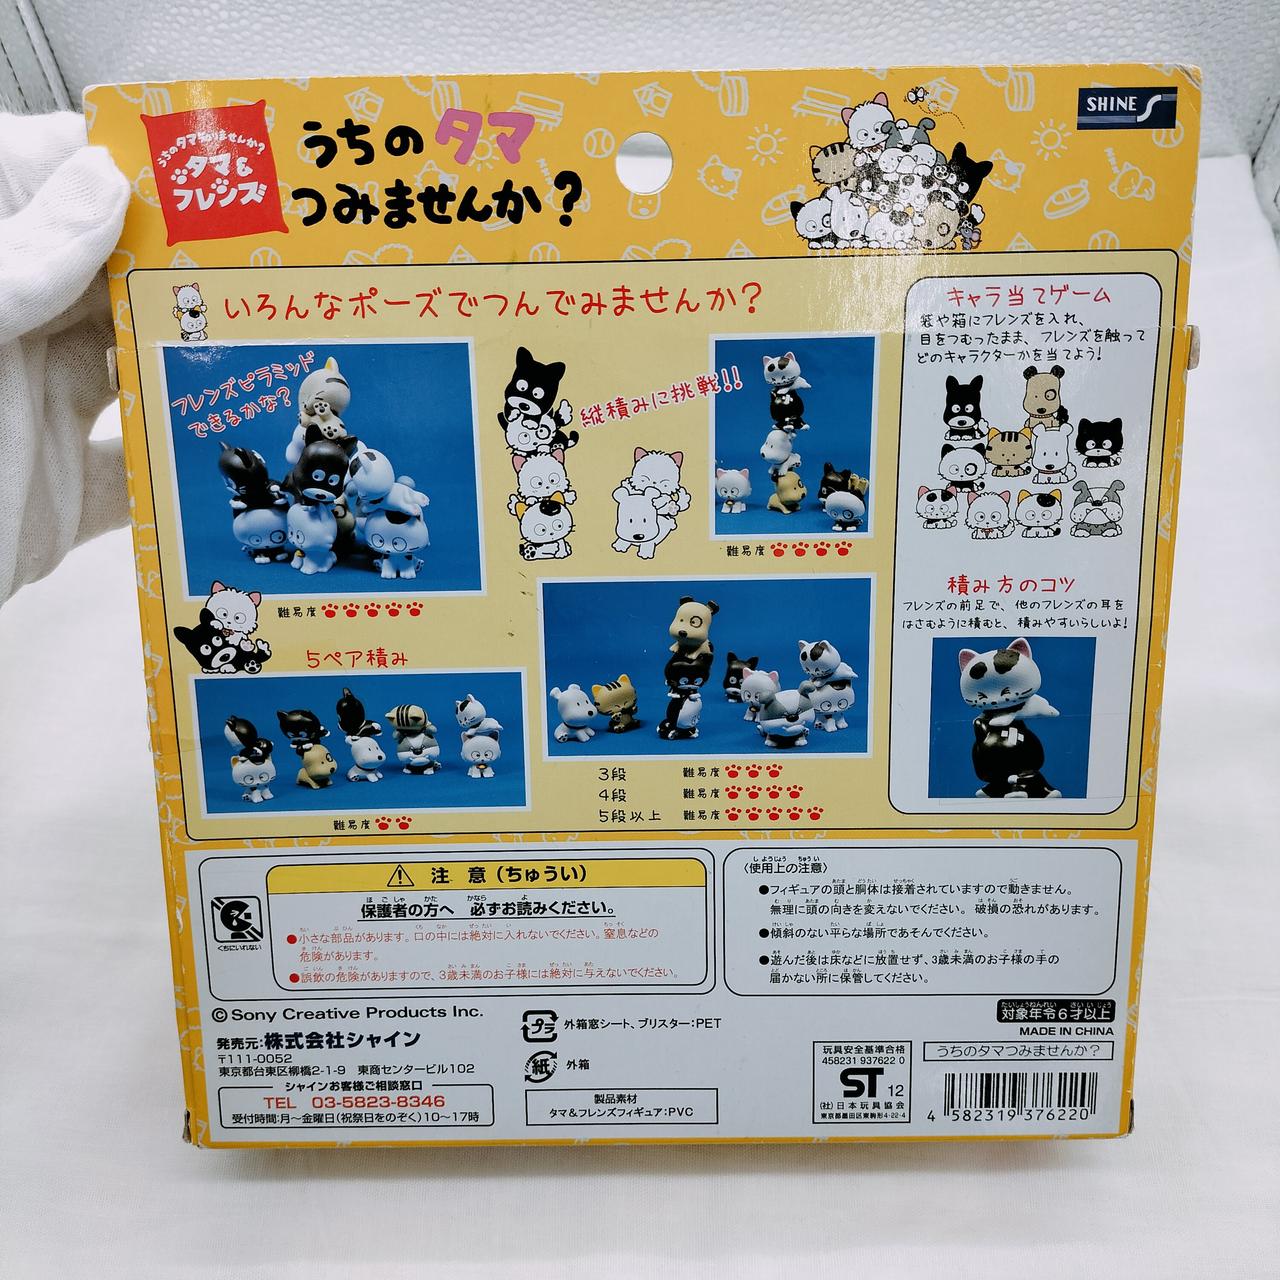 うちのタマ知りませんか?
タマ&
フレンズ
うちのタマ
つみませんか?
SHINE
いろんなポーズでつんでみませんか?
フレンズピラミッド
できるかな?
難易度
縦積みに挑戦!!
難易度
5ペア積み
難易度
3段 難易度
4段 難易度
5段以上 難易度
キャラ当てゲーム
袋や箱にフレンズを入れ、
目をつむったまま、フレンズを触って
どのキャラクターかを当てよう!
積み方のコツ
フレンズの前足で、他のフレンズの耳を
はさむように積むと、積みやすいらしいよ!
注意(ちゅうい)
保護者の方へ 必ずお読みください。
くちにいれない
●小さな部品があります。口の中には絶対に入れないでください。窒息などの
危険があります。
●誤飲の危険がありますので、3歳未満のお子様には絶対に与えないでください。
〈使用上の注意〉
●フィギュアの頭と胴体は接着されていますので動きません。
無理に頭の向きを変えないでください。破損の恐れがあります。
●傾斜のない平らな場所であそんでください。
●遊んだ後は床などに放置せず、3歳未満のお子様の手の
届かない所に保管してください。
©Sony Creative Products Inc.
発売元:株式会社シャイン
〒111-0052
東京都台東区柳橋2-1-9 東商センタービル102
シャインお客様ご相談窓口
TEL 03-5823-8346
受付時間:月〜金曜日(祝祭日をのぞく)10〜17時
プラ 外箱窓シート、ブリスター:PET
紙 外箱
製品素材
タマ&フレンズフィギュア:PVC
対象年令6才以上
MADE IN CHINA
玩具安全基準合格
458231 937622 0
ST 12
(社)日本玩具協会
東京都墨田区東駒形4-22-4
うちのタマつみませんか?
4 582319 376220